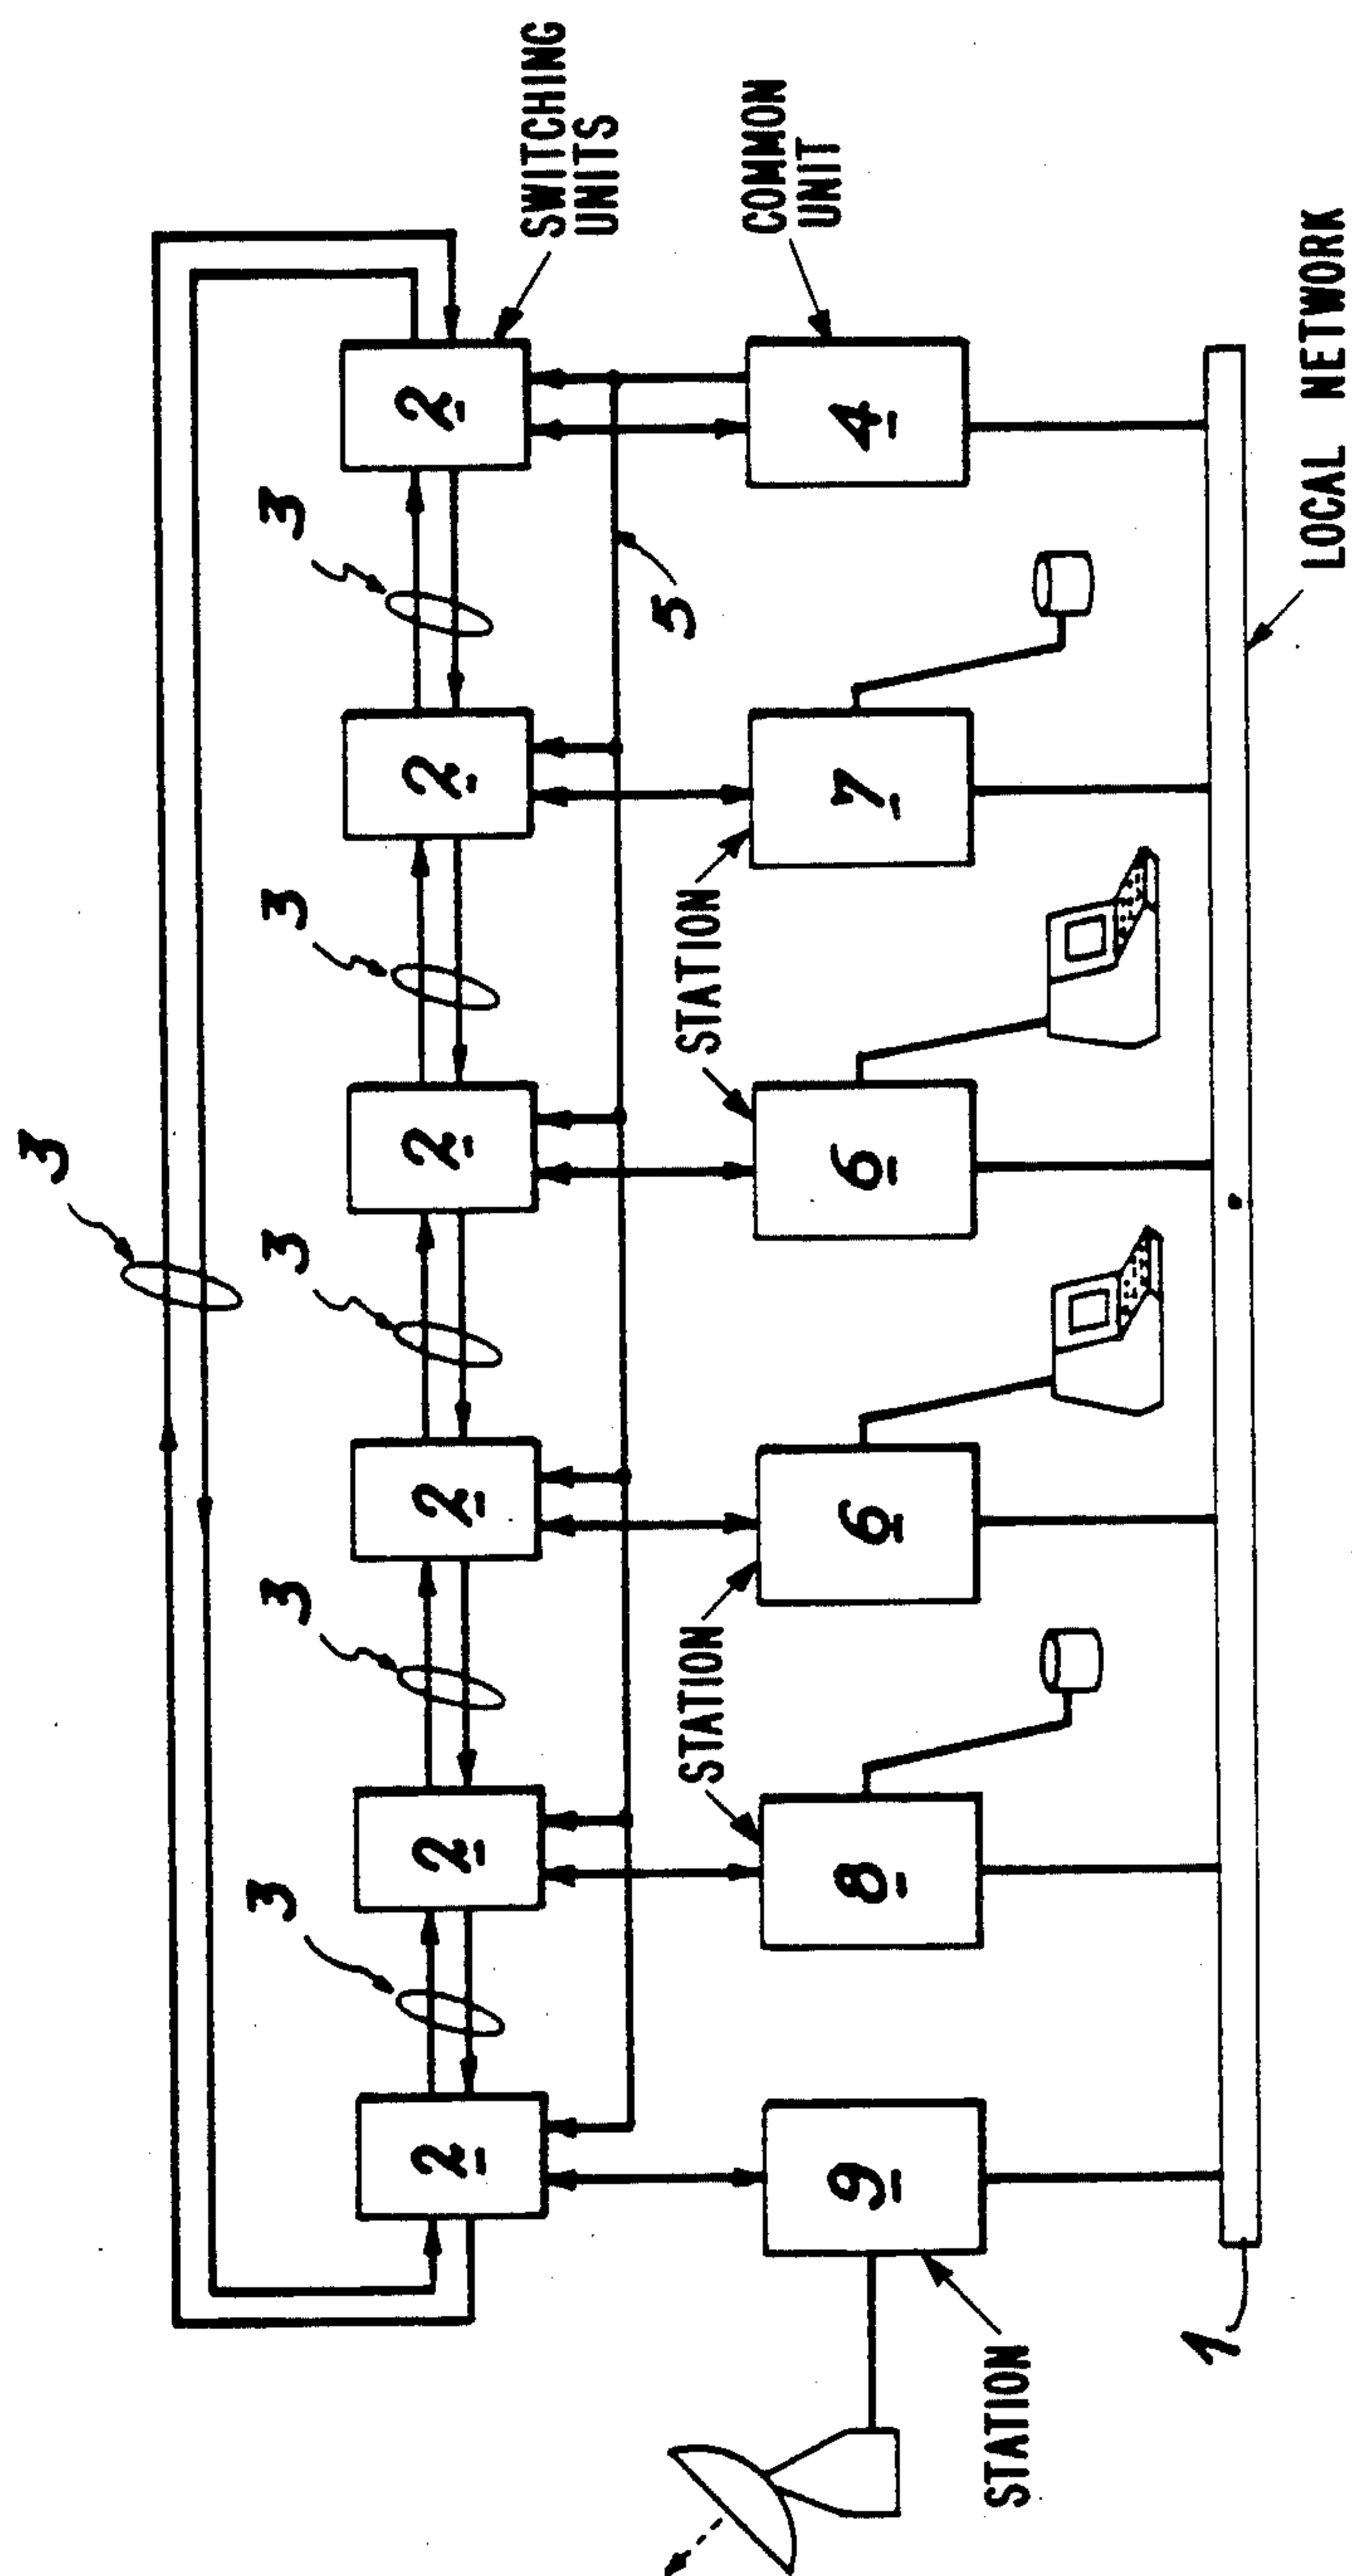 3
3 3 3 3 3
2 2 2 2 2 2
SWITCHING
UNITS
5
STATION STATION
COMMON
UNIT
9 8 6 6 7 4
STATION
1
LOCAL NETWORK